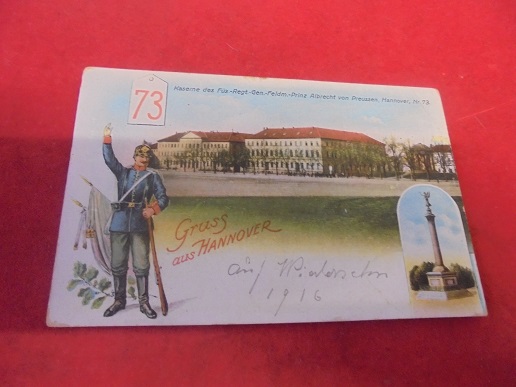 73
Kaserne des Füs.-Regt-Gen.-Feldm.-Prinz Albrecht von Preussen, Hannover, Nr. 73.
Gruss
aus HANNOVER
auf Wiedersehn
1916